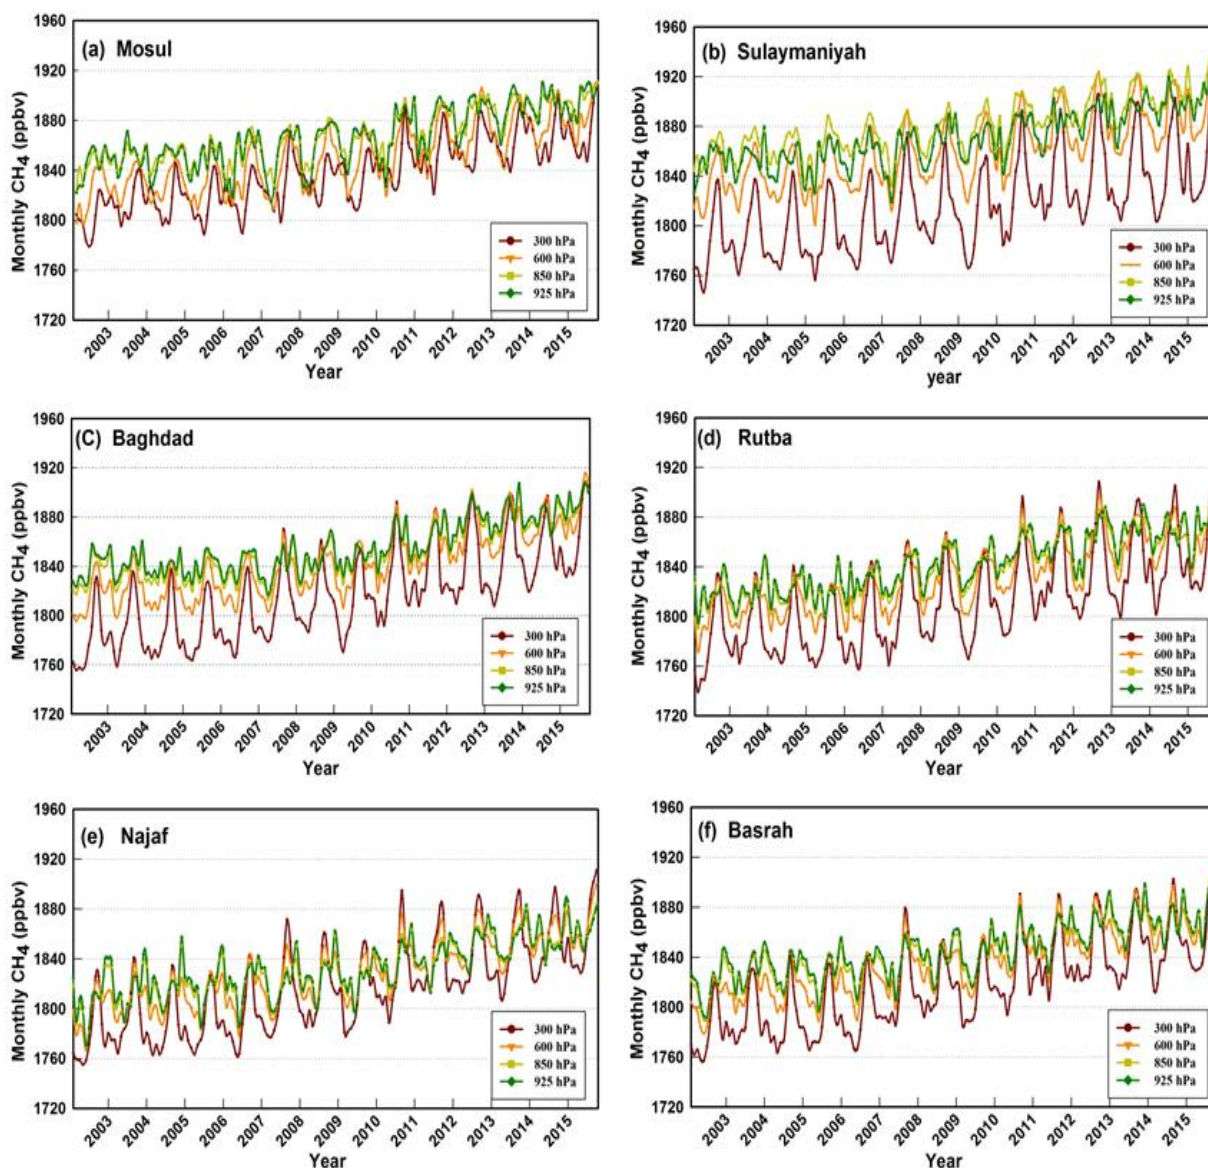 (a) Mosul
Monthly CH4 (ppbv)
1960
1920
1880
1840
1800
1760
1720
300 hPa
600 hPa
850 hPa
925 hPa
2003 2004 2005 2006 2007 2008 2009 2010 2011 2012 2013 2014 2015
Year
(b) Sulaymaniyah
Monthly CH4 (ppbv)
1960
1920
1880
1840
1800
1760
1720
300 hPa
600 hPa
850 hPa
925 hPa
2003 2004 2005 2006 2007 2008 2009 2010 2011 2012 2013 2014 2015
year
(C) Baghdad
Monthly CH4 (ppbv)
1960
1920
1880
1840
1800
1760
1720
300 hPa
600 hPa
850 hPa
925 hPa
2003 2004 2005 2006 2007 2008 2009 2010 2011 2012 2013 2014 2015
Year
(d) Rutba
Monthly CH4 (ppbv)
1960
1920
1880
1840
1800
1760
1720
300 hPa
600 hPa
850 hPa
925 hPa
2003 2004 2005 2006 2007 2008 2009 2010 2011 2012 2013 2014 2015
Year
(e) Najaf
Monthly CH4 (ppbv)
1960
1920
1880
1840
1800
1760
1720
300 hPa
600 hPa
850 hPa
925 hPa
2003 2004 2005 2006 2007 2008 2009 2010 2011 2012 2013 2014 2015
Year
(f) Basrah
Monthly CH4 (ppbv)
1960
1920
1880
1840
1800
1760
1720
300 hPa
600 hPa
850 hPa
925 hPa
2003 2004 2005 2006 2007 2008 2009 2010 2011 2012 2013 2014 2015
Year